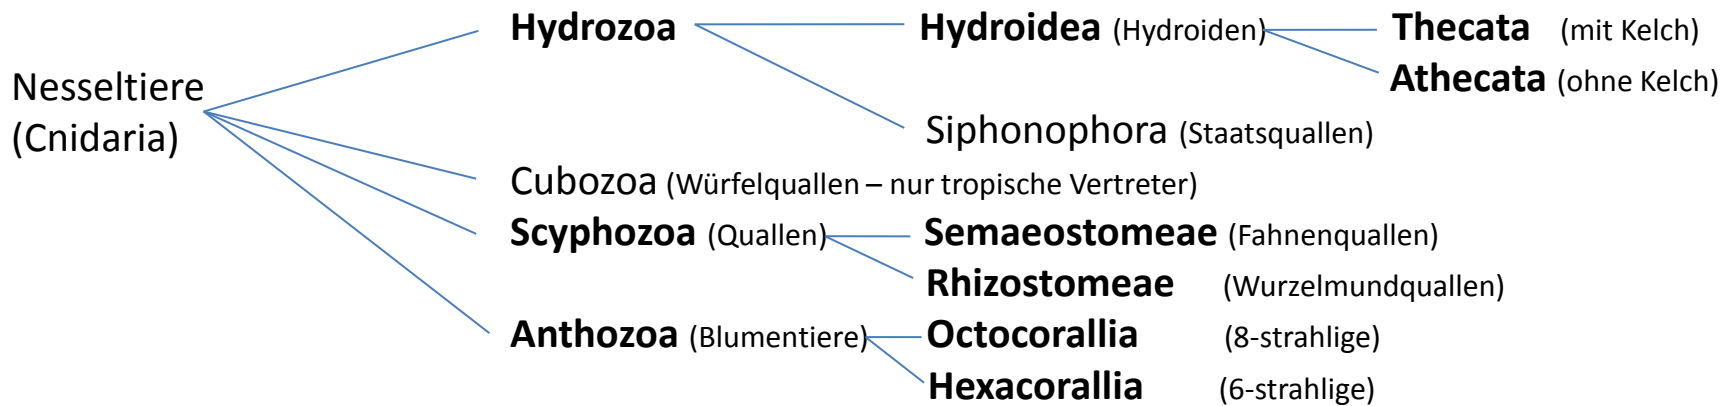 Hydrozoa Hydroidea (Hydroiden) Thecata (mit Kelch)
Athecata (ohne Kelch)
Nesseltiere
(Cnidaria)
Siphonophora (Staatsquallen)
Cubozoa (Würfelquallen – nur tropische Vertreter)
Scyphozoa (Quallen) Semaeostomeae (Fahnenquallen)
Rhizostomeae (Wurzelmundquallen)
Anthozoa (Blumentiere) Octocorallia (8-strahlige)
Hexacorallia (6-strahlige)